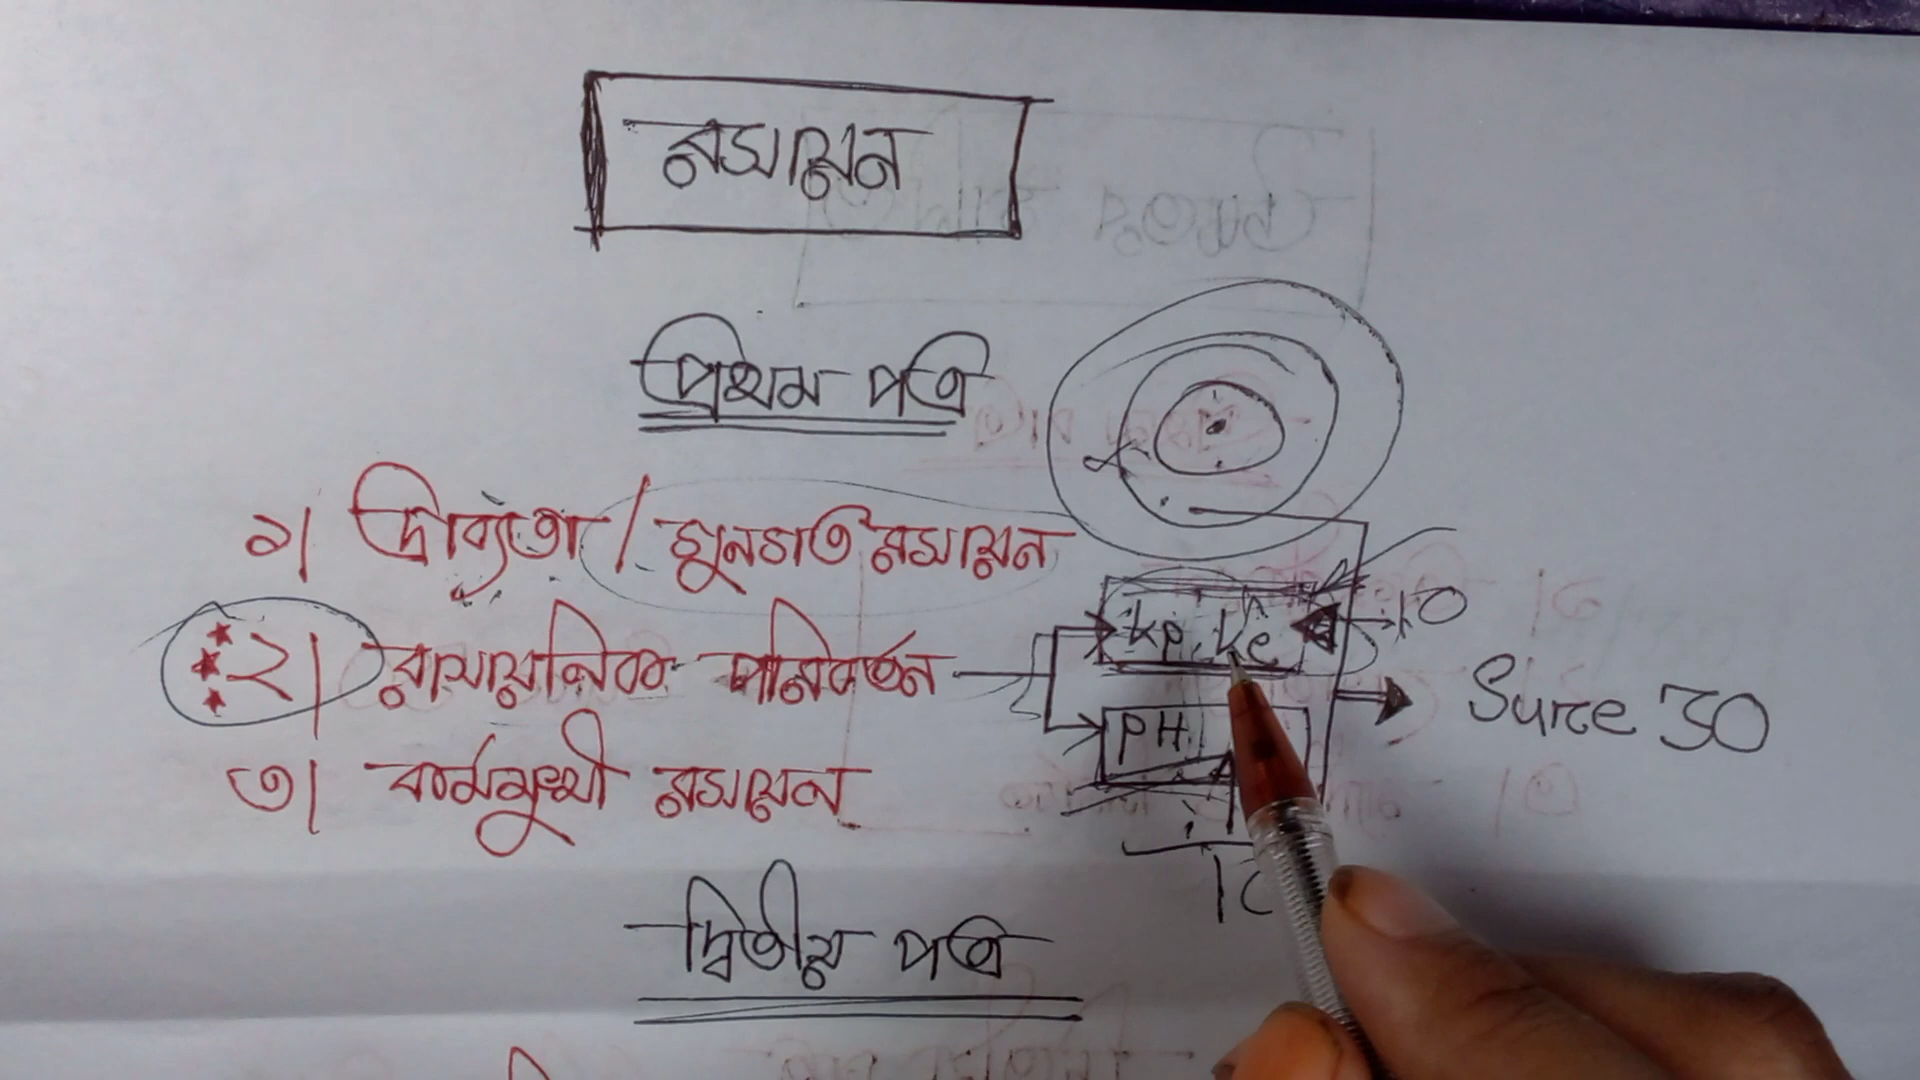 রসায়ন
প্রথম পত্র
১। দ্রাব্যতা / গুনগত রসায়ন
২। রাসায়নিক পরিবর্তন
kp, kc
10
pH
Sure 30
৩। কর্মমুখী রসায়ন
দ্বিতীয় পত্র